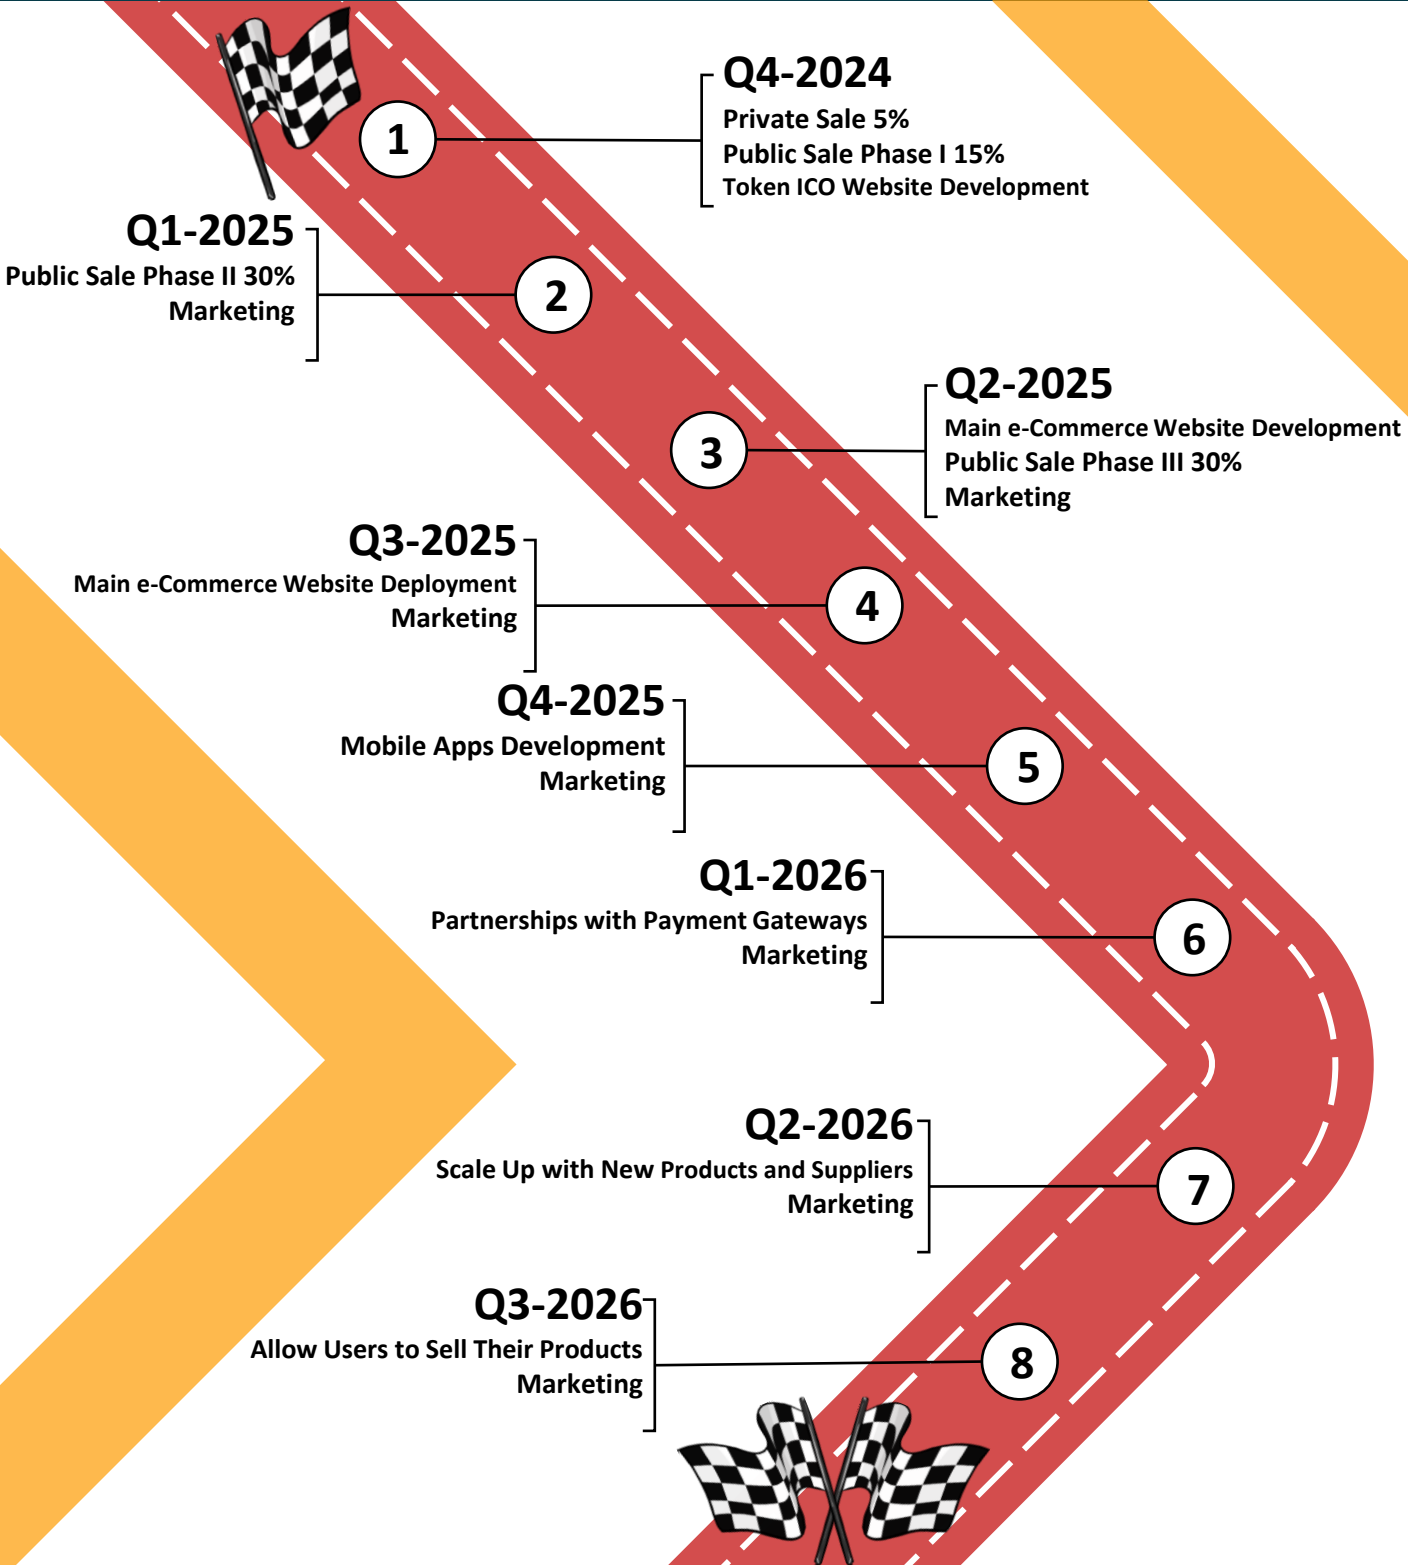 1
Q4-2024
Private Sale 5%
Public Sale Phase I 15%
Token ICO Website Development
Q1-2025
Public Sale Phase II 30%
Marketing
2
Q2-2025
Main e-Commerce Website Development
Public Sale Phase III 30%
Marketing
3
Q3-2025
Main e-Commerce Website Deployment
Marketing
4
Q4-2025
Mobile Apps Development
Marketing
5
Q1-2026
Partnerships with Payment Gateways
Marketing
6
Q2-2026
Scale Up with New Products and Suppliers
Marketing
7
Q3-2026
Allow Users to Sell Their Products
Marketing
8